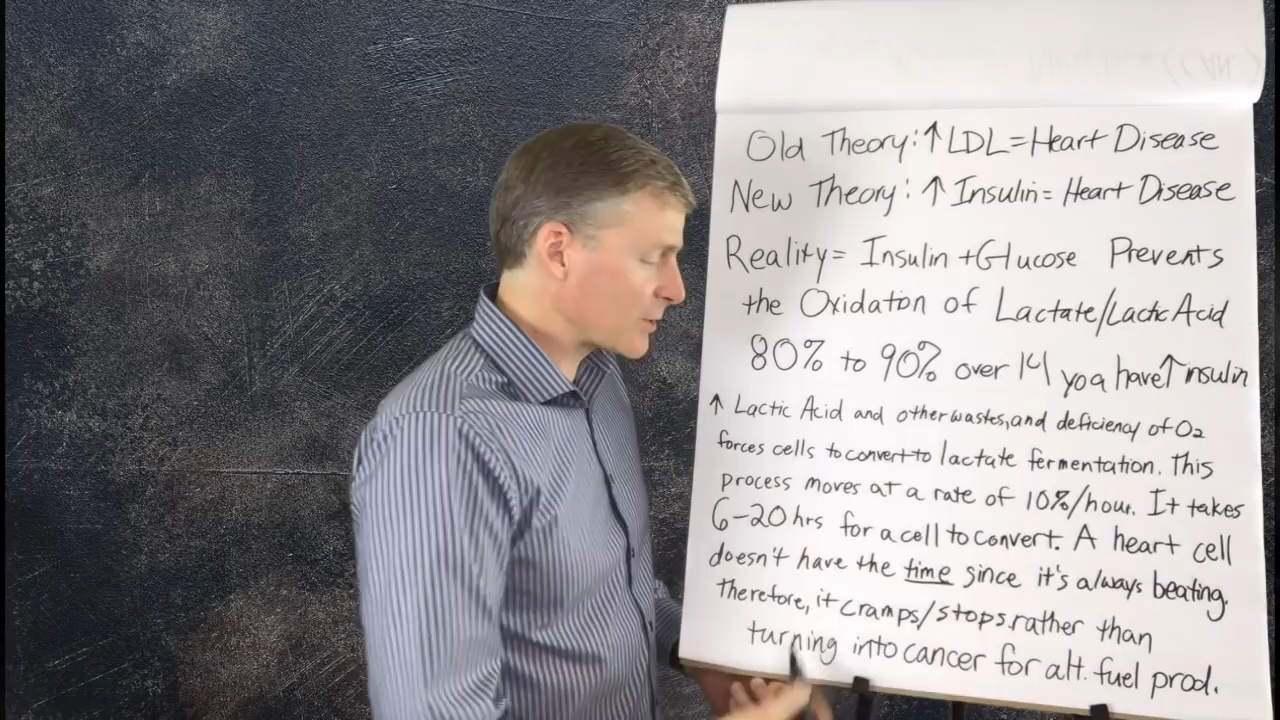 Old Theory: ↑ LDL = Heart Disease
New Theory: ↑ Insulin = Heart Disease
Reality = Insulin + Glucose Prevents
the Oxidation of Lactate/Lactic Acid
80% to 90% over 14 yoa have ↑ insulin
↑ Lactic Acid and other wastes, and deficiency of O2
forces cells to convert to lactate fermentation. This
process moves at a rate of 10%/hour. It takes
6-20 hrs for a cell to convert. A heart cell
doesn't have the time since it's always beating.
Therefore, it cramps/stops rather than
turning into cancer for alt. fuel prod.